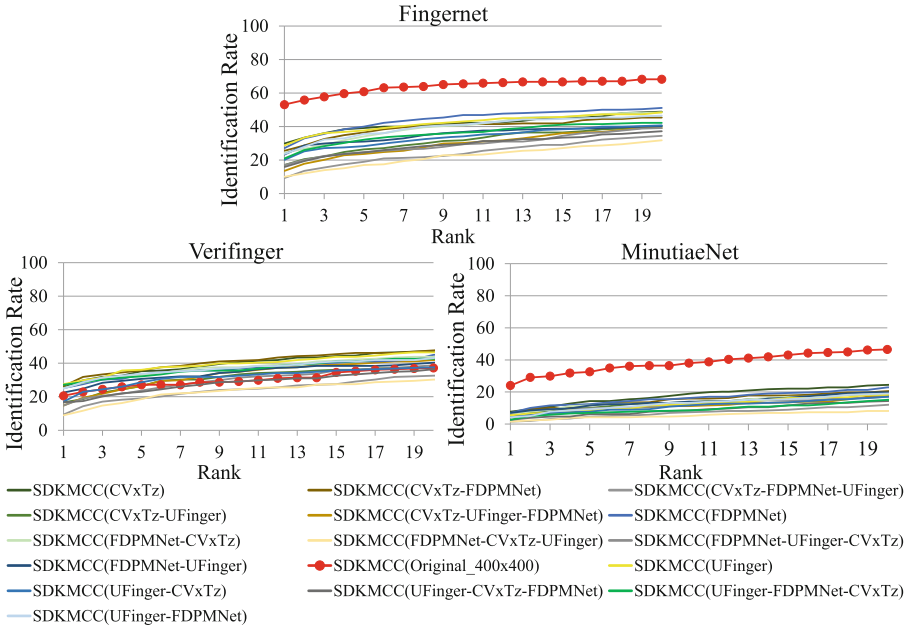 Fingernet
Identification Rate
100
80
60
40
20
0
1 3 5 7 9 11 13 15 17 19
Rank
Verifinger
Identification Rate
100
80
60
40
20
0
1 3 5 7 9 11 13 15 17 19
Rank
MinutiaeNet
Identification Rate
100
80
60
40
20
0
1 3 5 7 9 11 13 15 17 19
Rank
SDKMCC(CVxTz) SDKMCC(CVxTz-FDPMNet) SDKMCC(CVxTz-FDPMNet-UFinger)
SDKMCC(CVxTz-UFinger) SDKMCC(CVxTz-UFinger-FDPMNet) SDKMCC(FDPMNet)
SDKMCC(FDPMNet-CVxTz) SDKMCC(FDPMNet-CVxTz-UFinger) SDKMCC(FDPMNet-UFinger-CVxTz)
SDKMCC(FDPMNet-UFinger) SDKMCC(Original_400x400) SDKMCC(UFinger)
SDKMCC(UFinger-CVxTz) SDKMCC(UFinger-CVxTz-FDPMNet) SDKMCC(UFinger-FDPMNet-CVxTz)
SDKMCC(UFinger-FDPMNet)